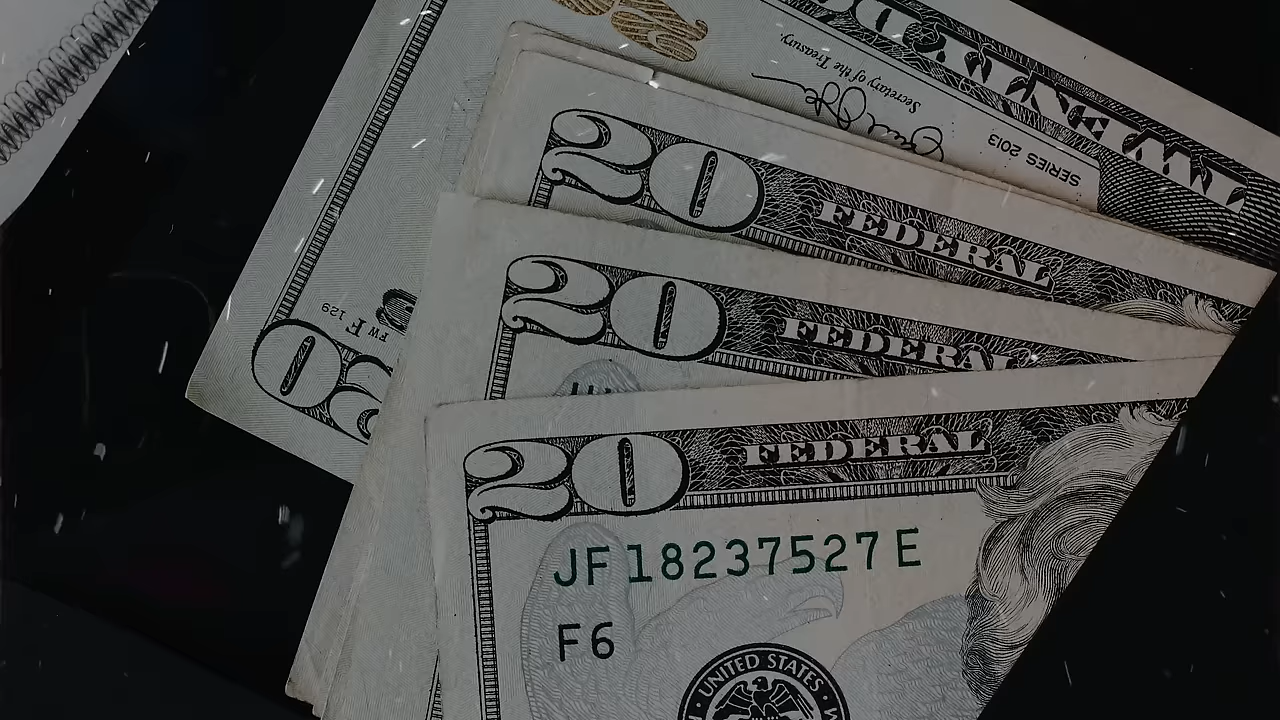 AMERICA
Secretary of the Treasury.
SERIES 2013
20 FEDERAL
FW F 129
20
20 FEDERAL
20 FEDERAL
JF 18237527 E
F6
UNITED STATES